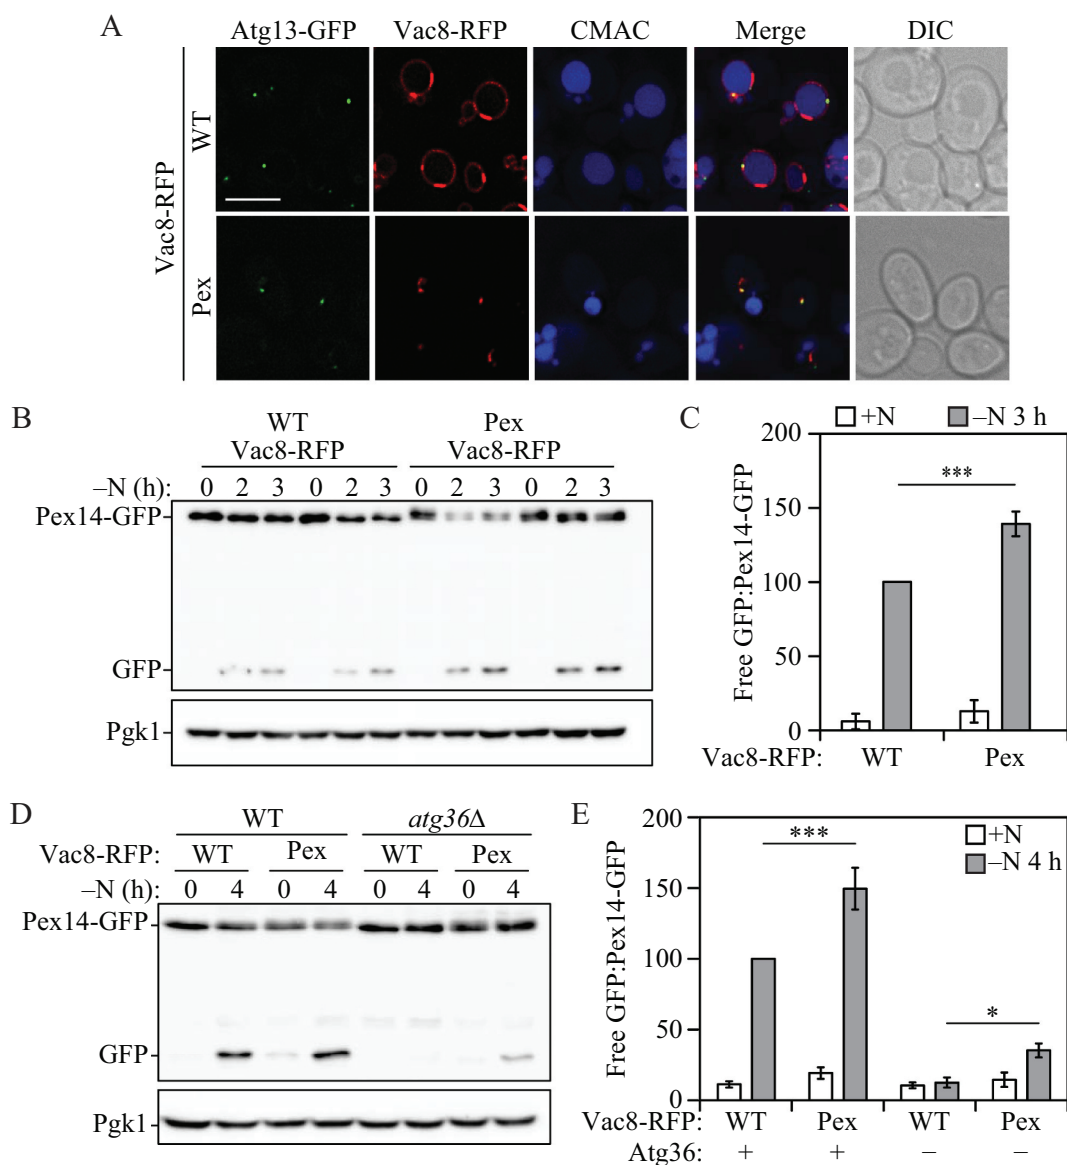 A
Atg13-GFP Vac8-RFP CMAC Merge DIC
Vac8-RFP
WT
Pex
B
WT Pex
Vac8-RFP Vac8-RFP
–N (h): 0 2 3 0 2 3 0 2 3 0 2 3
Pex14-GFP
GFP
Pgk1
C
+N –N 3 h
Free GFP:Pex14-GFP
200
150
100
50
0
***
Vac8-RFP: WT Pex
D
WT atg36Δ
Vac8-RFP: WT Pex WT Pex
–N (h): 0 4 0 4 0 4 0 4
Pex14-GFP
GFP
Pgk1
E
+N
–N 4 h
Free GFP:Pex14-GFP
200
150
100
50
0
***
*
Vac8-RFP: WT Pex WT Pex
Atg36: + + – –